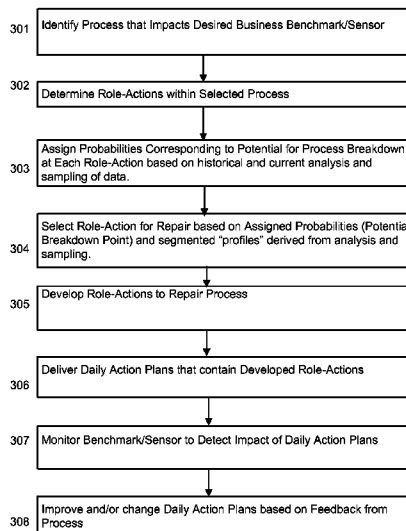 301
Identify Process that Impacts Desired Business Benchmark/Sensor
302
Determine Role-Actions within Selected Process
303
Assign Probabilities Corresponding to Potential for Process Breakdown
at Each Role-Action based on historical and current analysis and
sampling of data.
304
Select Role-Action for Repair based on Assigned Probabilities (Potentia
Breakdown Point) and segmented "profiles" derived from analysis and
sampling.
305
Develop Role-Actions to Repair Process
306
Deliver Daily Action Plans that contain Developed Role-Actions
307
Monitor Benchmark/Sensor to Detect Impact of Daily Action Plans
308
Improve and/or change Daily Action Plans based on Feedback from
Process